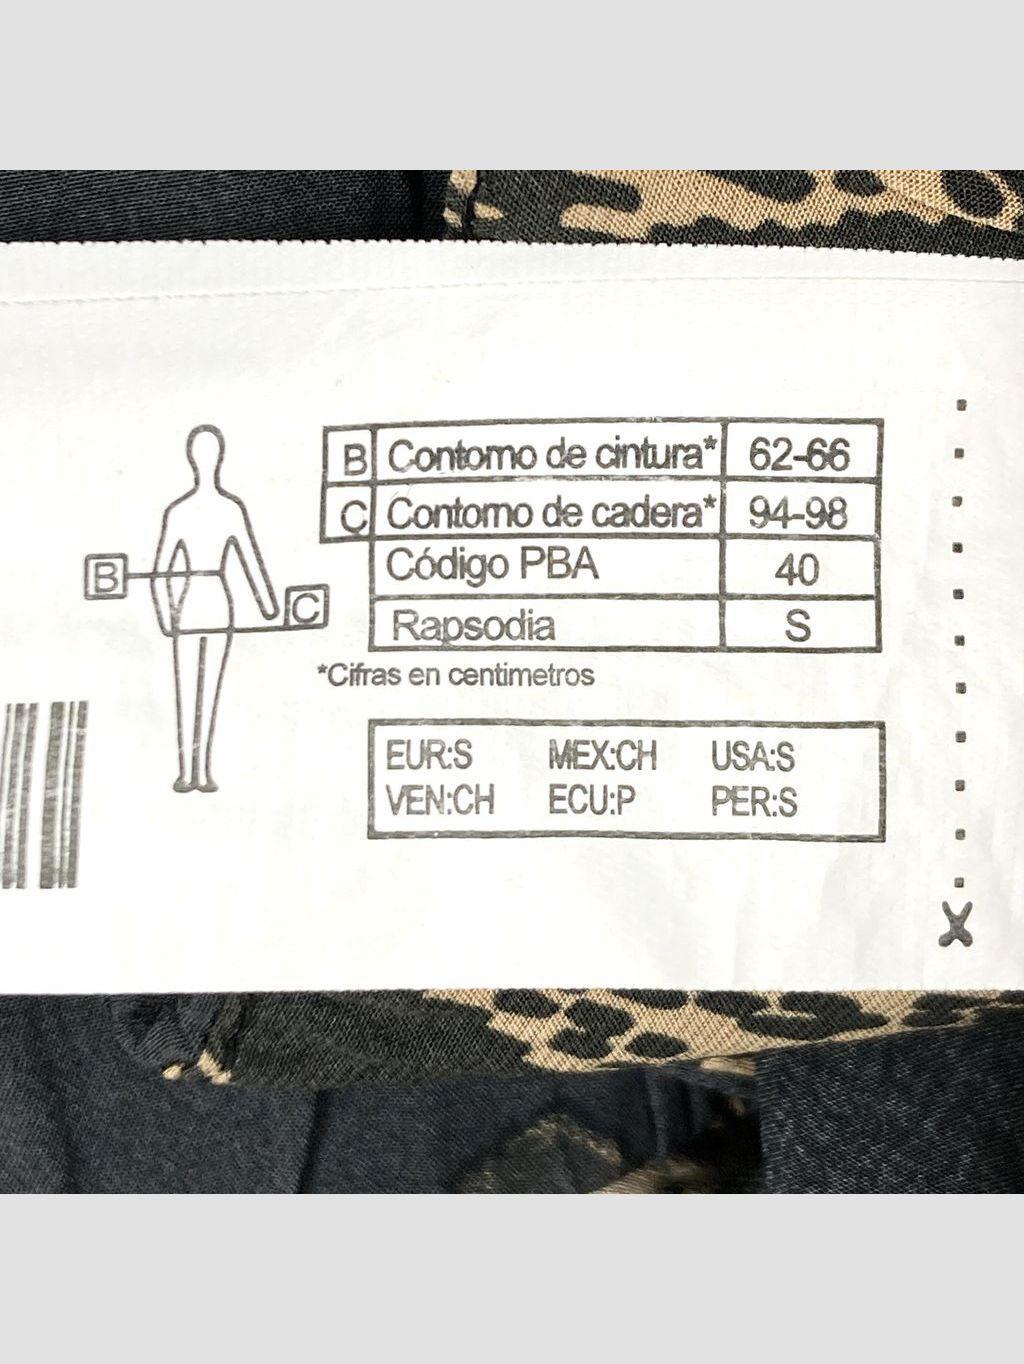 B Contorno de cintura* 62-66
C Contorno de cadera* 94-98
Código PBA 40
Rapsodia S
*Cifras en centimetros
B
C
EUR:S MEX:CH USA:S
VEN:CH ECU:P PER:S